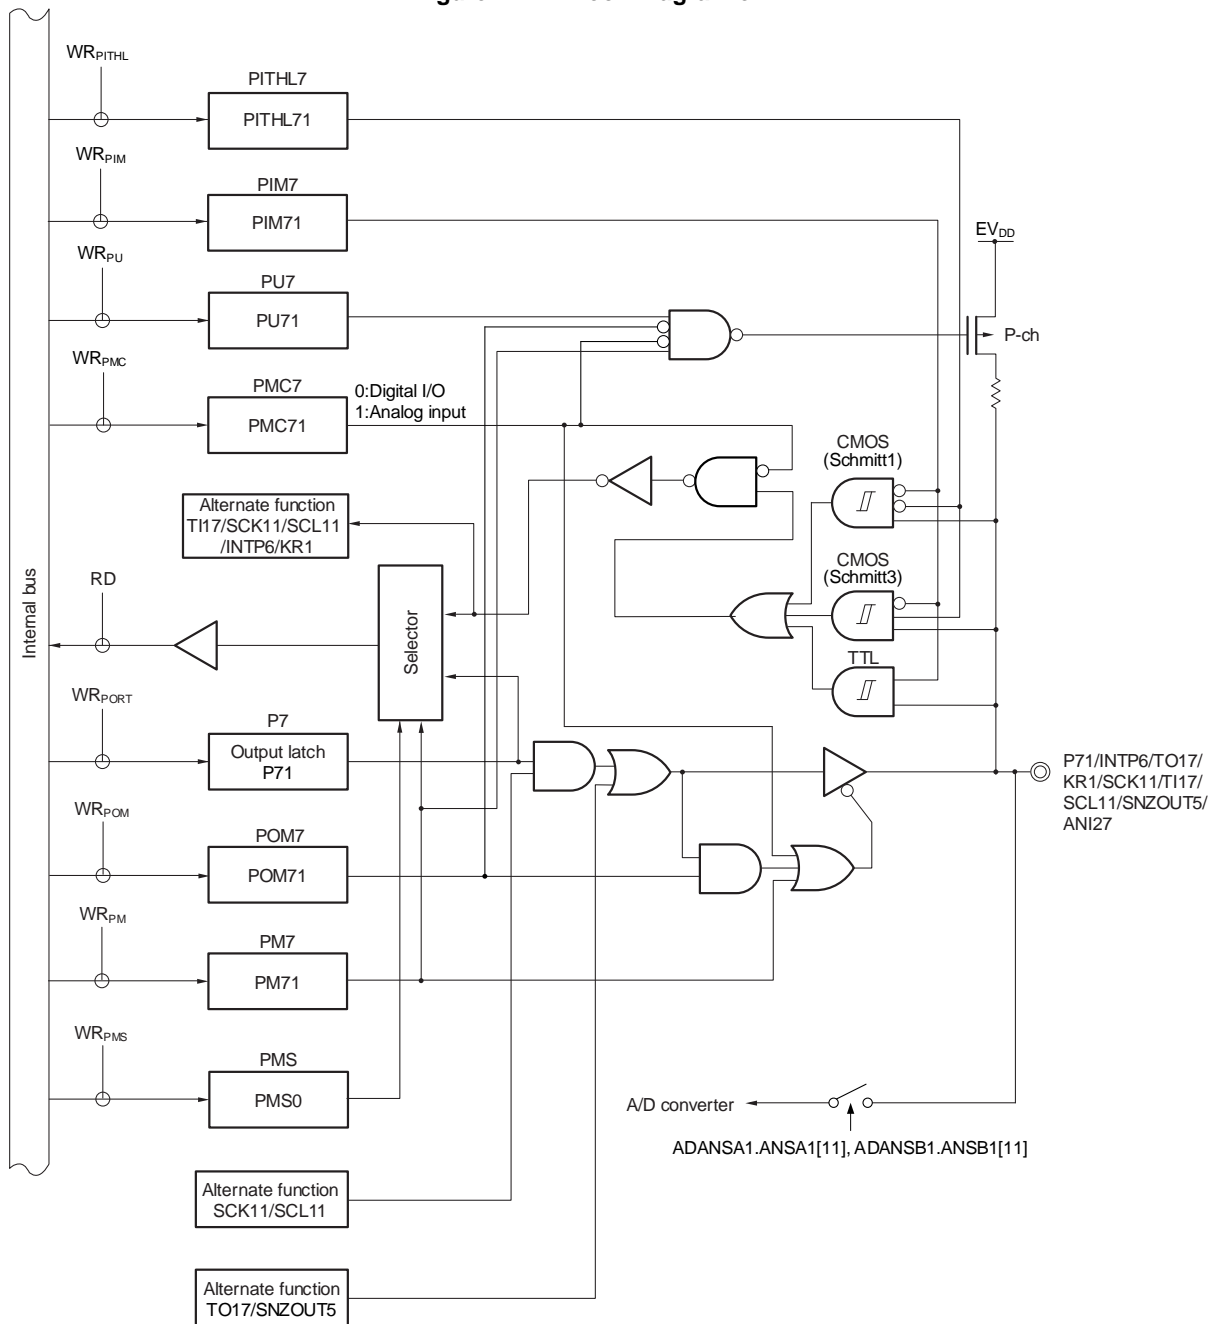 WRPITHL
PITHL7
PITHL71
WRPIM
PIM7
PIM71
WRPU
PU7
PU71
EVDD
P-ch
WRPMC
PMC7
PMC71
0:Digital I/O
1:Analog input
CMOS
(Schmitt1)
Alternate function
TI17/SCK11/SCL11
/INTP6/KR1
CMOS
(Schmitt3)
RD
Internal bus
Selector
TTL
WRPORT
P7
Output latch
P71
P71/INTP6/TO17/
KR1/SCK11/TI17/
SCL11/SNZOUT5/
ANI27
WRPOM
POM7
POM71
WRPM
PM7
PM71
WRPMS
PMS
PMS0
A/D converter
ADANSA1.ANSA1[11], ADANSB1.ANSB1[11]
Alternate function
SCK11/SCL11
Alternate function
TO17/SNZOUT5